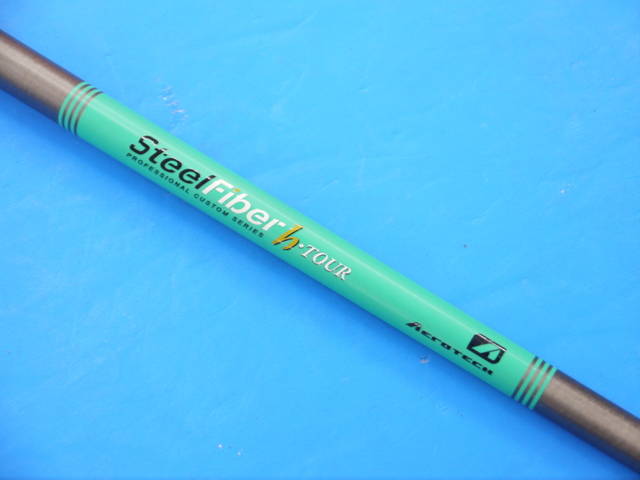 SteelFiber h·TOUR
PROFESSIONAL CUSTOM SERIES
AEROTECH